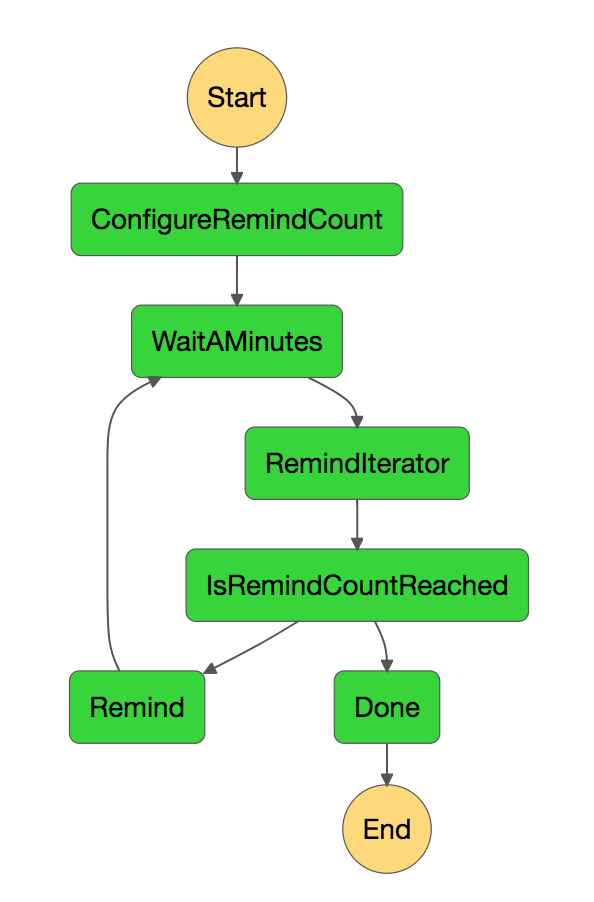 Start
ConfigureRemindCount
WaitAMinutes
RemindIterator
IsRemindCountReached
Remind
Done
End